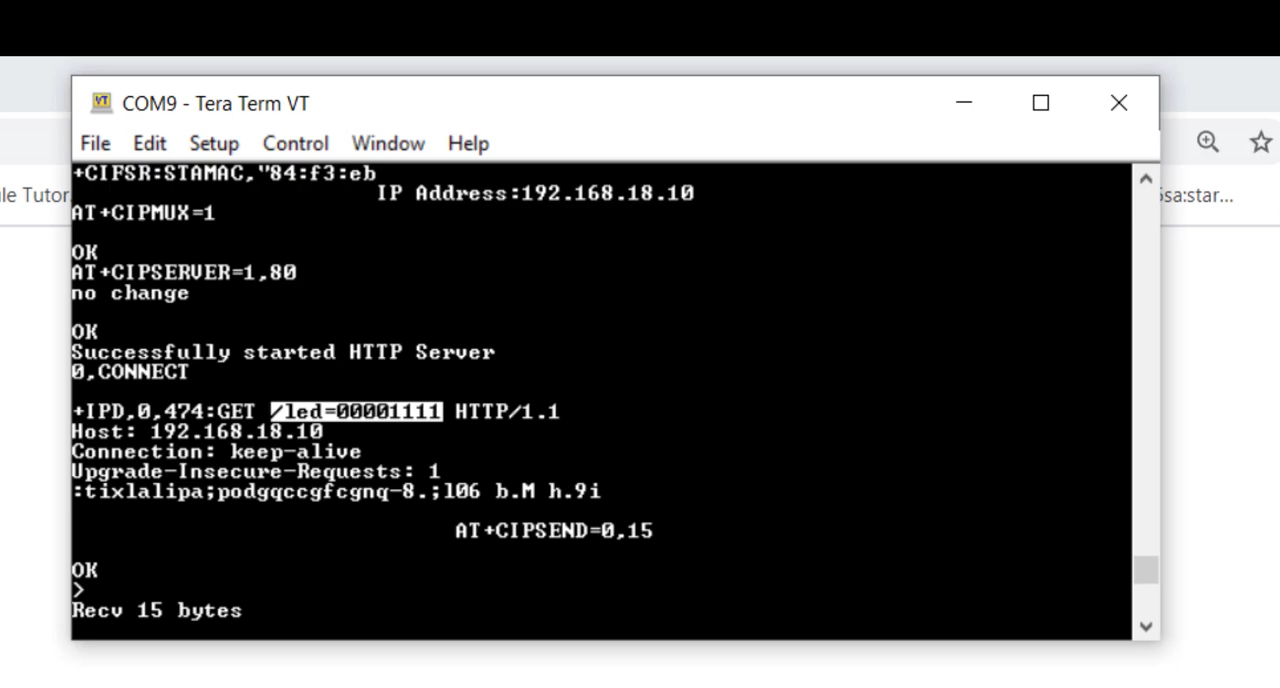 COM9 - Tera Term VT
File Edit Setup Control Window Help
+CIFSR:STAMAC,"84:f3:eb
IP Address:192.168.18.10
AT+CIPMUX=1
OK
AT+CIPSERVER=1,80
no change
OK
Successfully started HTTP Server
0,CONNECT
+IPD,0,474:GET /led=00001111 HTTP/1.1
Host: 192.168.18.10
Connection: keep-alive
Upgrade-Insecure-Requests: 1
:tixlalipa;podgqccgfcgnq-8.;l06 b.M h.9i
AT+CIPSEND=0,15
OK
>
Recv 15 bytes
le Tutor
sa:star...